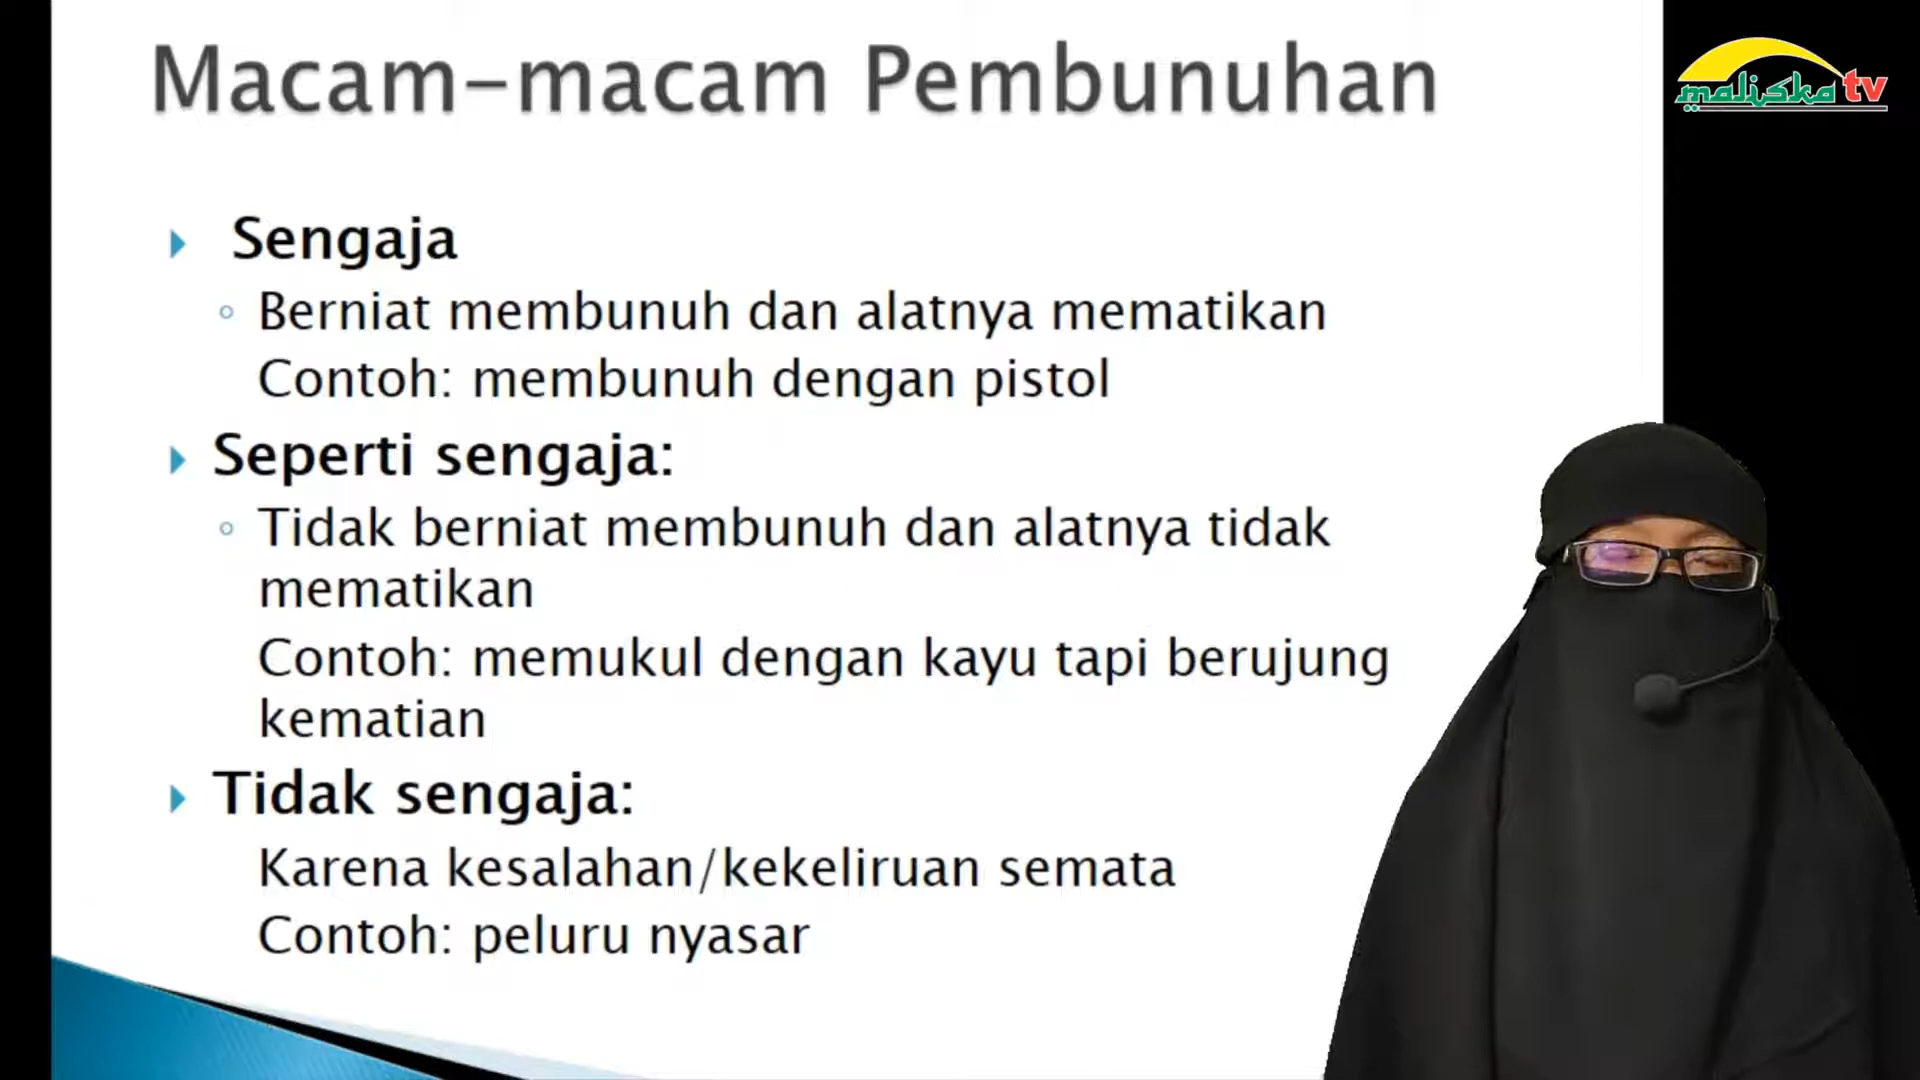 Macam-macam Pembunuhan
maliska tv
Sengaja
Berniat membunuh dan alatnya mematikan
Contoh: membunuh dengan pistol
Seperti sengaja:
Tidak berniat membunuh dan alatnya tidak
mematikan
Contoh: memukul dengan kayu tapi berujung
kematian
Tidak sengaja:
Karena kesalahan/kekeliruan semata
Contoh: peluru nyasar